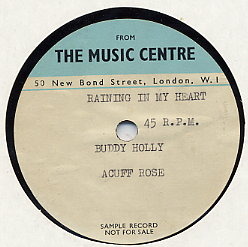 FROM
THE MUSIC CENTRE
50 New Bond Street, London, W.1
RAINING IN MY HEART
45 R.P.M.
BUDDY HOLLY
ACUFF ROSE
SAMPLE RECORD
NOT FOR SALE